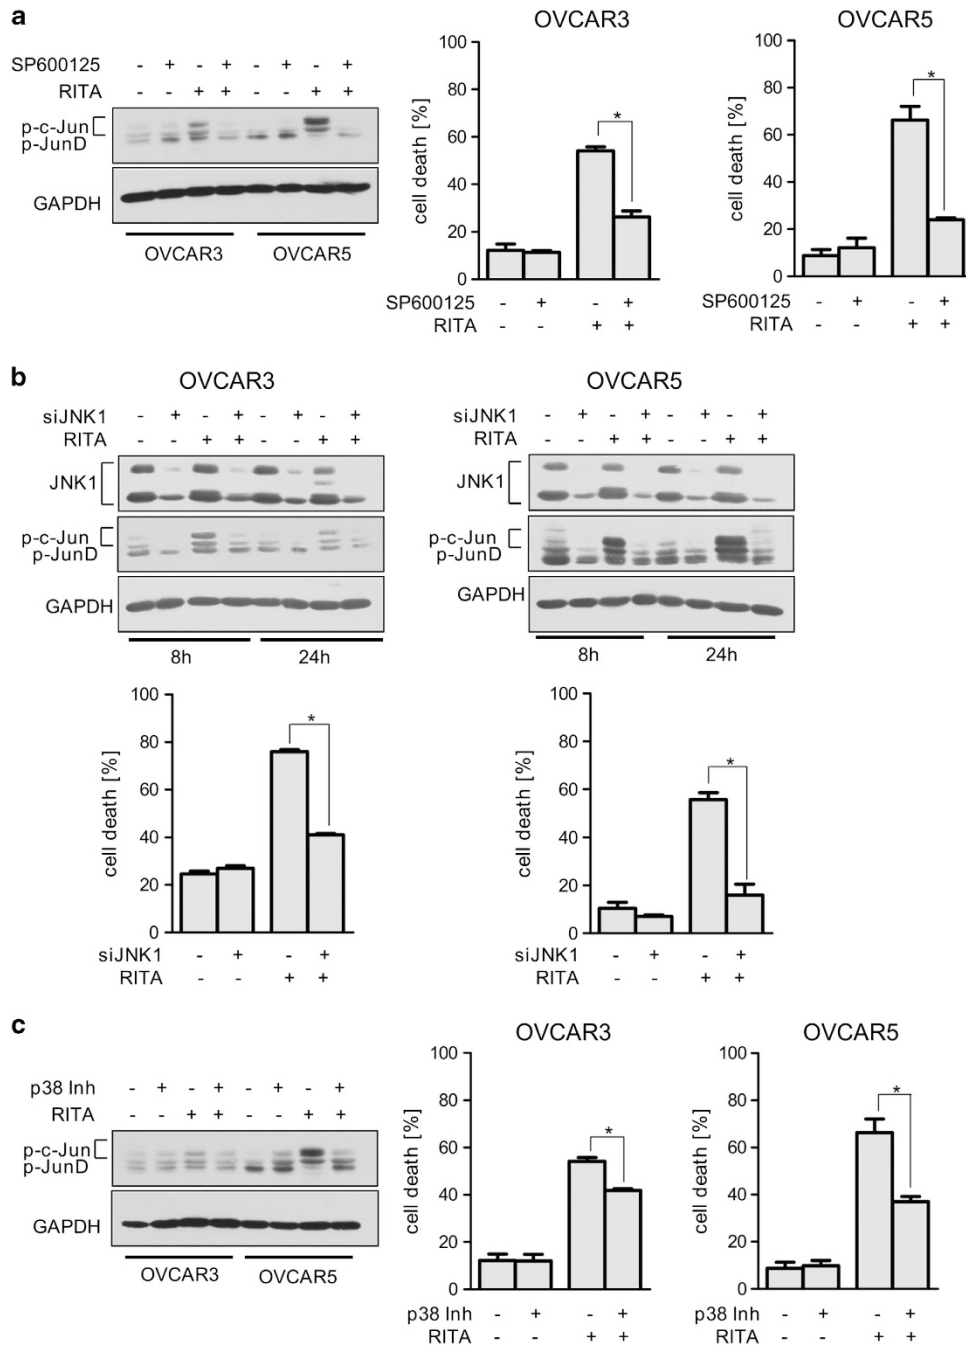 a
SP600125 - + - + - + - +
RITA - - + + - - + +
p-c-Jun
p-JunD
GAPDH
OVCAR3 OVCAR5
OVCAR3
cell death [%]
100
80
60
40
20
0
*
SP600125 - + - +
RITA - - + +
OVCAR5
cell death [%]
100
80
60
40
20
0
*
SP600125 - + - +
RITA - - + +
b
OVCAR3
siJNK1 - + - + - + - +
RITA - - + + - - + +
JNK1
p-c-Jun
p-JunD
GAPDH
8h 24h
OVCAR5
siJNK1 - + - + - + - +
RITA - - + + - - + +
JNK1
p-c-Jun
p-JunD
GAPDH
8h 24h
cell death [%]
100
80
60
40
20
0
*
siJNK1 - + - +
RITA - - + +
cell death [%]
100
80
60
40
20
0
*
siJNK1 - + - +
RITA - - + +
c
p38 Inh - + - + - + - +
RITA - - + + - - + +
p-c-Jun
p-JunD
GAPDH
OVCAR3 OVCAR5
OVCAR3
cell death [%]
100
80
60
40
20
0
*
p38 Inh - + - +
RITA - - + +
OVCAR5
cell death [%]
100
80
60
40
20
0
*
p38 Inh - + - +
RITA - - + +